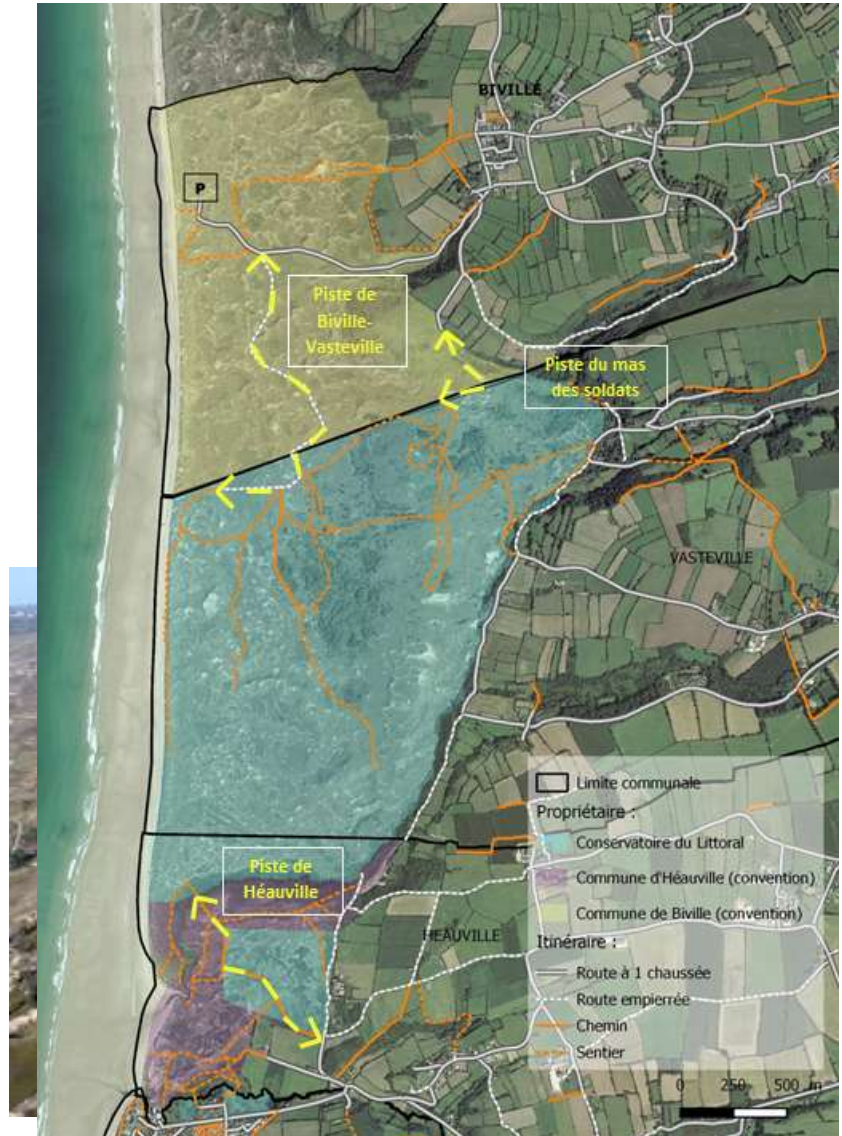 BIVILLE
P
Piste de
Biville-
Vasteville
Piste du mas
des soldats
VASTEVILLE
Piste de
Héauville
HEAUVILLE
Limite communale
Propriétaire :
Conservatoire du Littoral
Commune d'Héauville (convention)
Commune de Biville (convention)
Itinéraire :
Route à 1 chaussée
Route empierrée
Chemin
Sentier
0 250 500 m